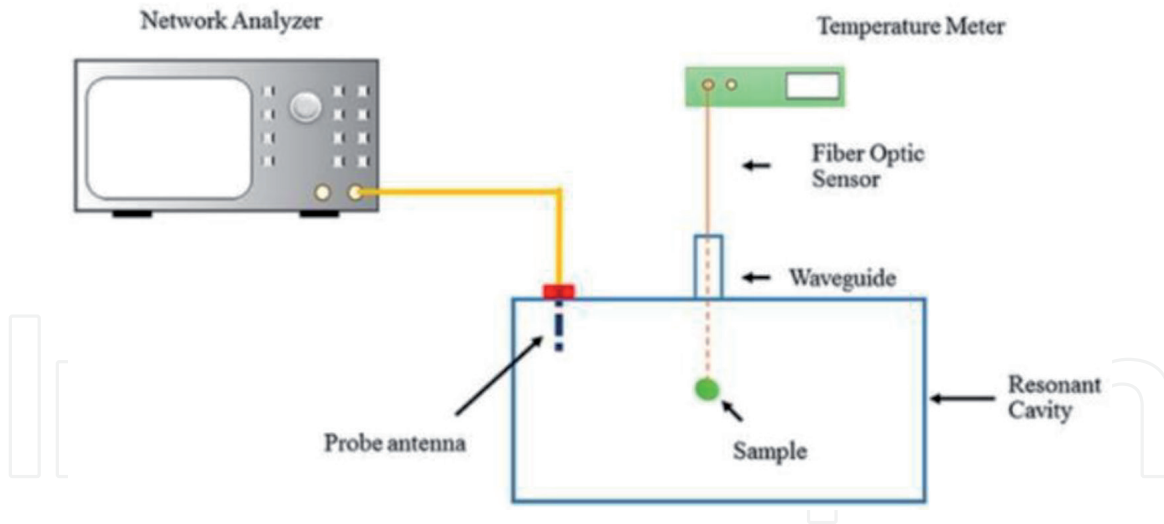 Network Analyzer
Temperature Meter
Fiber Optic
Sensor
Waveguide
Resonant
Cavity
Probe antenna
Sample